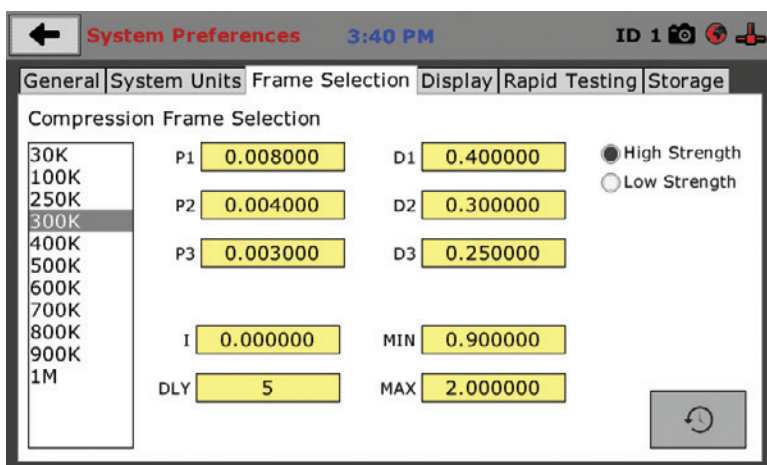 System Preferences 3:40 PM ID 1
General System Units Frame Selection Display Rapid Testing Storage
Compression Frame Selection
30K
100K
250K
300K
400K
500K
600K
700K
800K
900K
1M
P1 0.008000 D1 0.400000
P2 0.004000 D2 0.300000
P3 0.003000 D3 0.250000
I 0.000000 MIN 0.900000
DLY 5 MAX 2.000000
High Strength
Low Strength